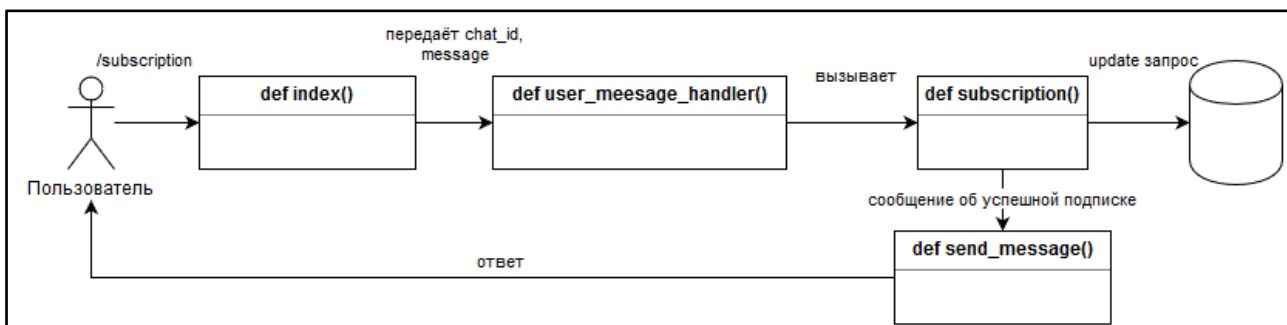 передаёт chat_id,
message
/subscription
update запрос
вызывает
def index()
def user_meesage_handler()
def subscription()
Пользователь
сообщение об успешной подписке
def send_message()
ответ